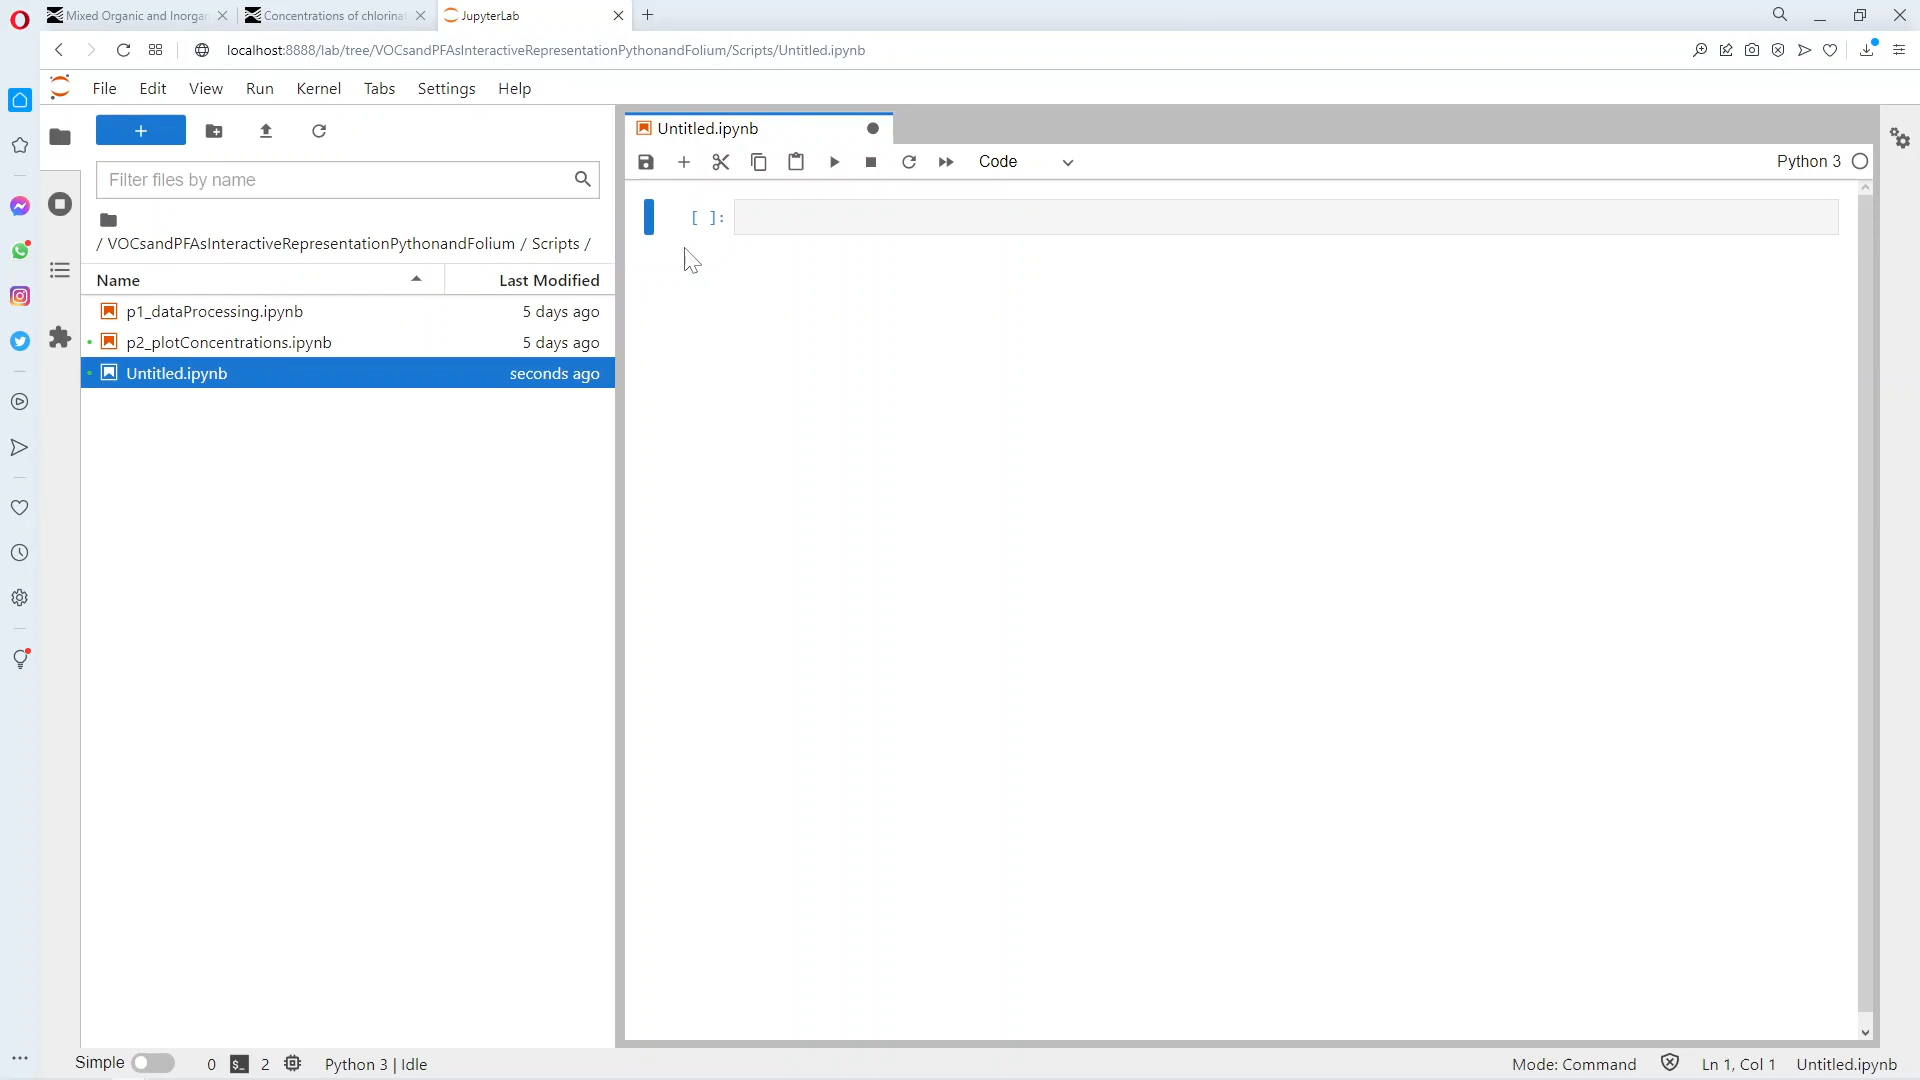 Mixed Organic and Inorgan
Concentrations of chlorinat
JupyterLab
localhost:8888/lab/tree/VOCsandPFAsInteractiveRepresentationPythonandFolium/Scripts/Untitled.ipynb
File Edit View Run Kernel Tabs Settings Help
Filter files by name
/ VOCsandPFAsInteractiveRepresentationPythonandFolium / Scripts /
Name Last Modified
p1_dataProcessing.ipynb 5 days ago
p2_plotConcentrations.ipynb 5 days ago
Untitled.ipynb seconds ago
Untitled.ipynb
Code
Python 3
[ ]:
Simple 0 $_ 2 Python 3 | Idle Mode: Command Ln 1, Col 1 Untitled.ipynb